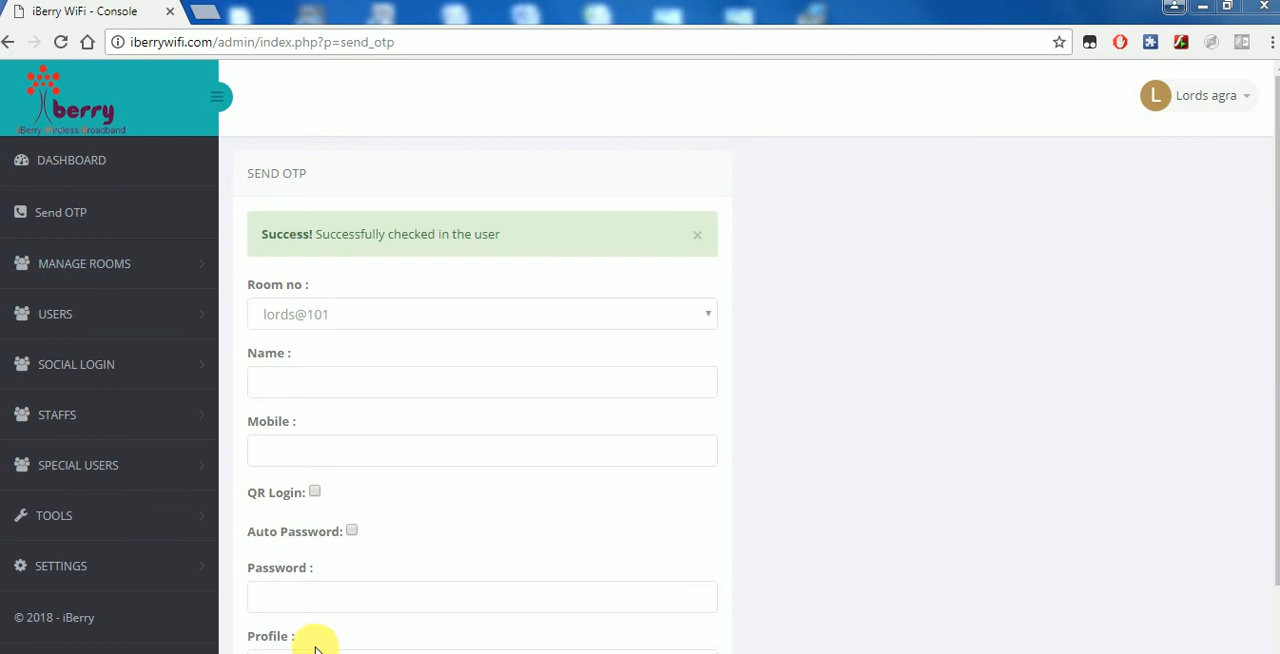 iBerry WiFi - Console
iberrywifi.com/admin/index.php?p=send_otp
berry
iBerry Wireless Broadband
L Lords agra
DASHBOARD
Send OTP
MANAGE ROOMS
USERS
SOCIAL LOGIN
STAFFS
SPECIAL USERS
TOOLS
SETTINGS
© 2018 - iBerry
SEND OTP
Success! Successfully checked in the user
Room no :
lords@101
Name :
Mobile :
QR Login:
Auto Password:
Password :
Profile :